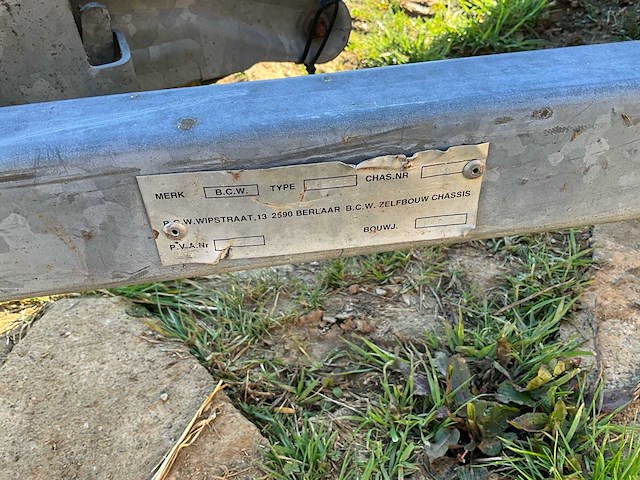 MERK B.C.W. TYPE CHAS.NR
B.C.W. WIPSTRAAT,13 2590 BERLAAR B.C.W. ZELFBOUW CHASSIS
P.V.A.Nr BOUWJ.